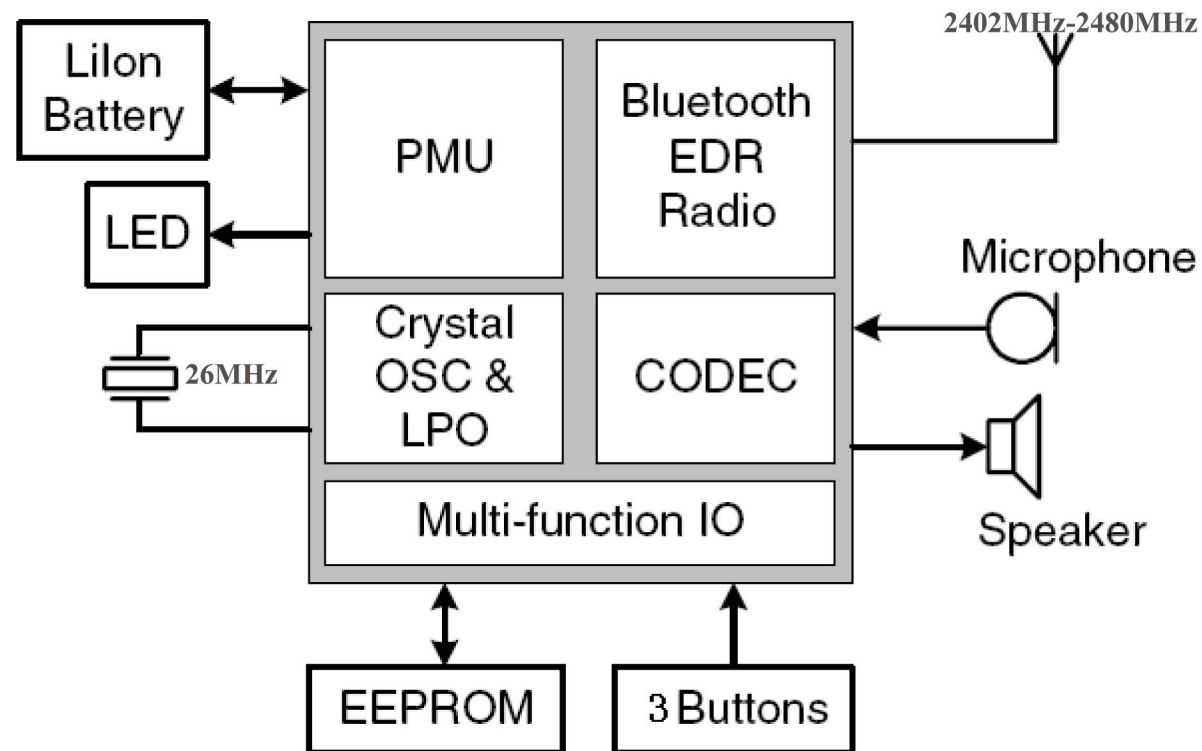 2402MHz-2480MHz
LiIon
Battery
PMU
Bluetooth
EDR
Radio
LED
Microphone
Crystal
OSC &
LPO
26MHz
CODEC
Multi-function IO
Speaker
EEPROM
3 Buttons